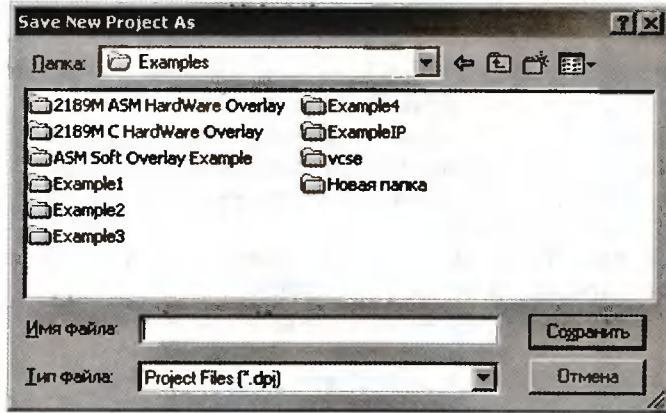 Save New Project As
Папка: Examples
2189M ASM HardWare Overlay
2189M C HardWare Overlay
ASM Soft Overlay Example
Example1
Example2
Example3
Example4
ExampleIP
vcse
Новая папка
Имя файла:
Сохранить
Тип файла: Project Files (*.dpj)
Отмена